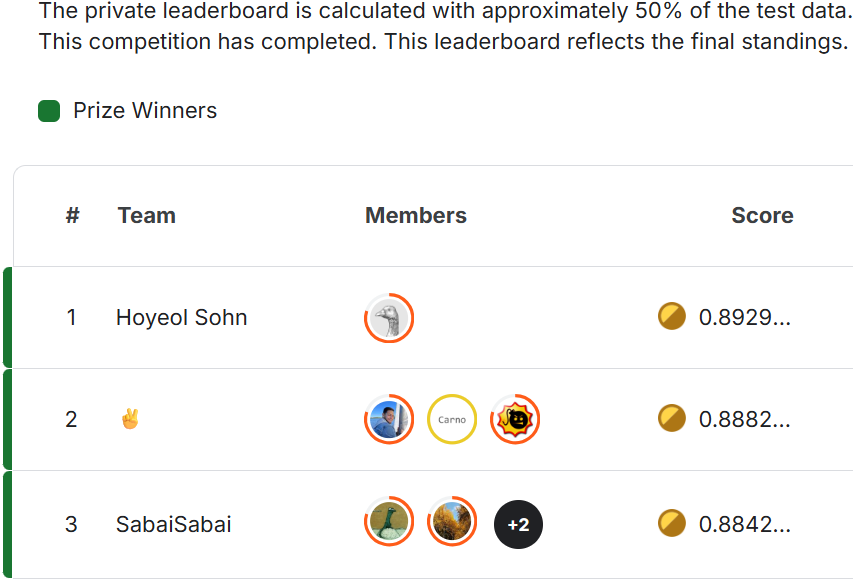 The private leaderboard is calculated with approximately 50% of the test data.
This competition has completed. This leaderboard reflects the final standings.
Prize Winners
# Team Members Score
1 Hoyeol Sohn 0.8929...
2 ✌ Carno 0.8882...
3 SabaiSabai +2 0.8842...